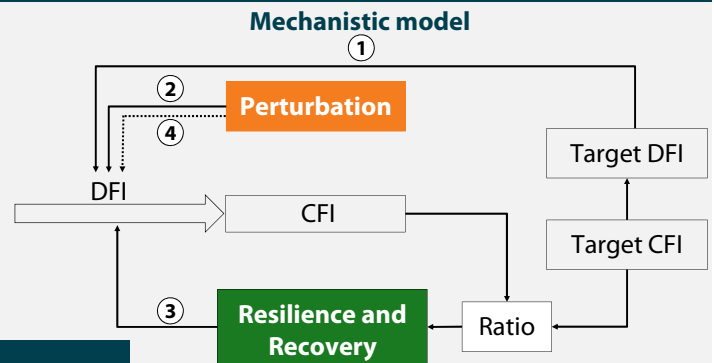 Mechanistic model
1
2
Perturbation
4
Target DFI
DFI
CFI
Target CFI
3
Resilience and
Recovery
Ratio